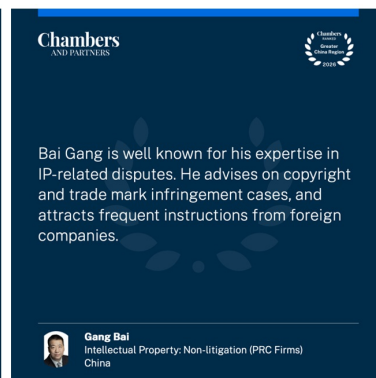 Chambers
AND PARTNERS
Chambers
RANKED
Greater
China Region
2026
Bai Gang is well known for his expertise in
IP-related disputes. He advises on copyright
and trade mark infringement cases, and
attracts frequent instructions from foreign
companies.
Gang Bai
Intellectual Property: Non-litigation (PRC Firms)
China